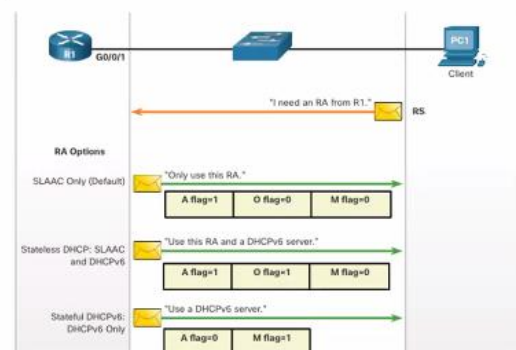 R1
G0/0/1
PC1
Client
"I need an RA from R1."
RS
RA Options
SLAAC Only (Default)
"Only use this RA."
A flag=1 O flag=0 M flag=0
Stateless DHCP: SLAAC
and DHCPv6
"Use this RA and a DHCPv6 server."
A flag=1 O flag=1 M flag=0
Stateful DHCPv6:
DHCPv6 Only
"Use a DHCPv6 server."
A flag=0 M flag=1